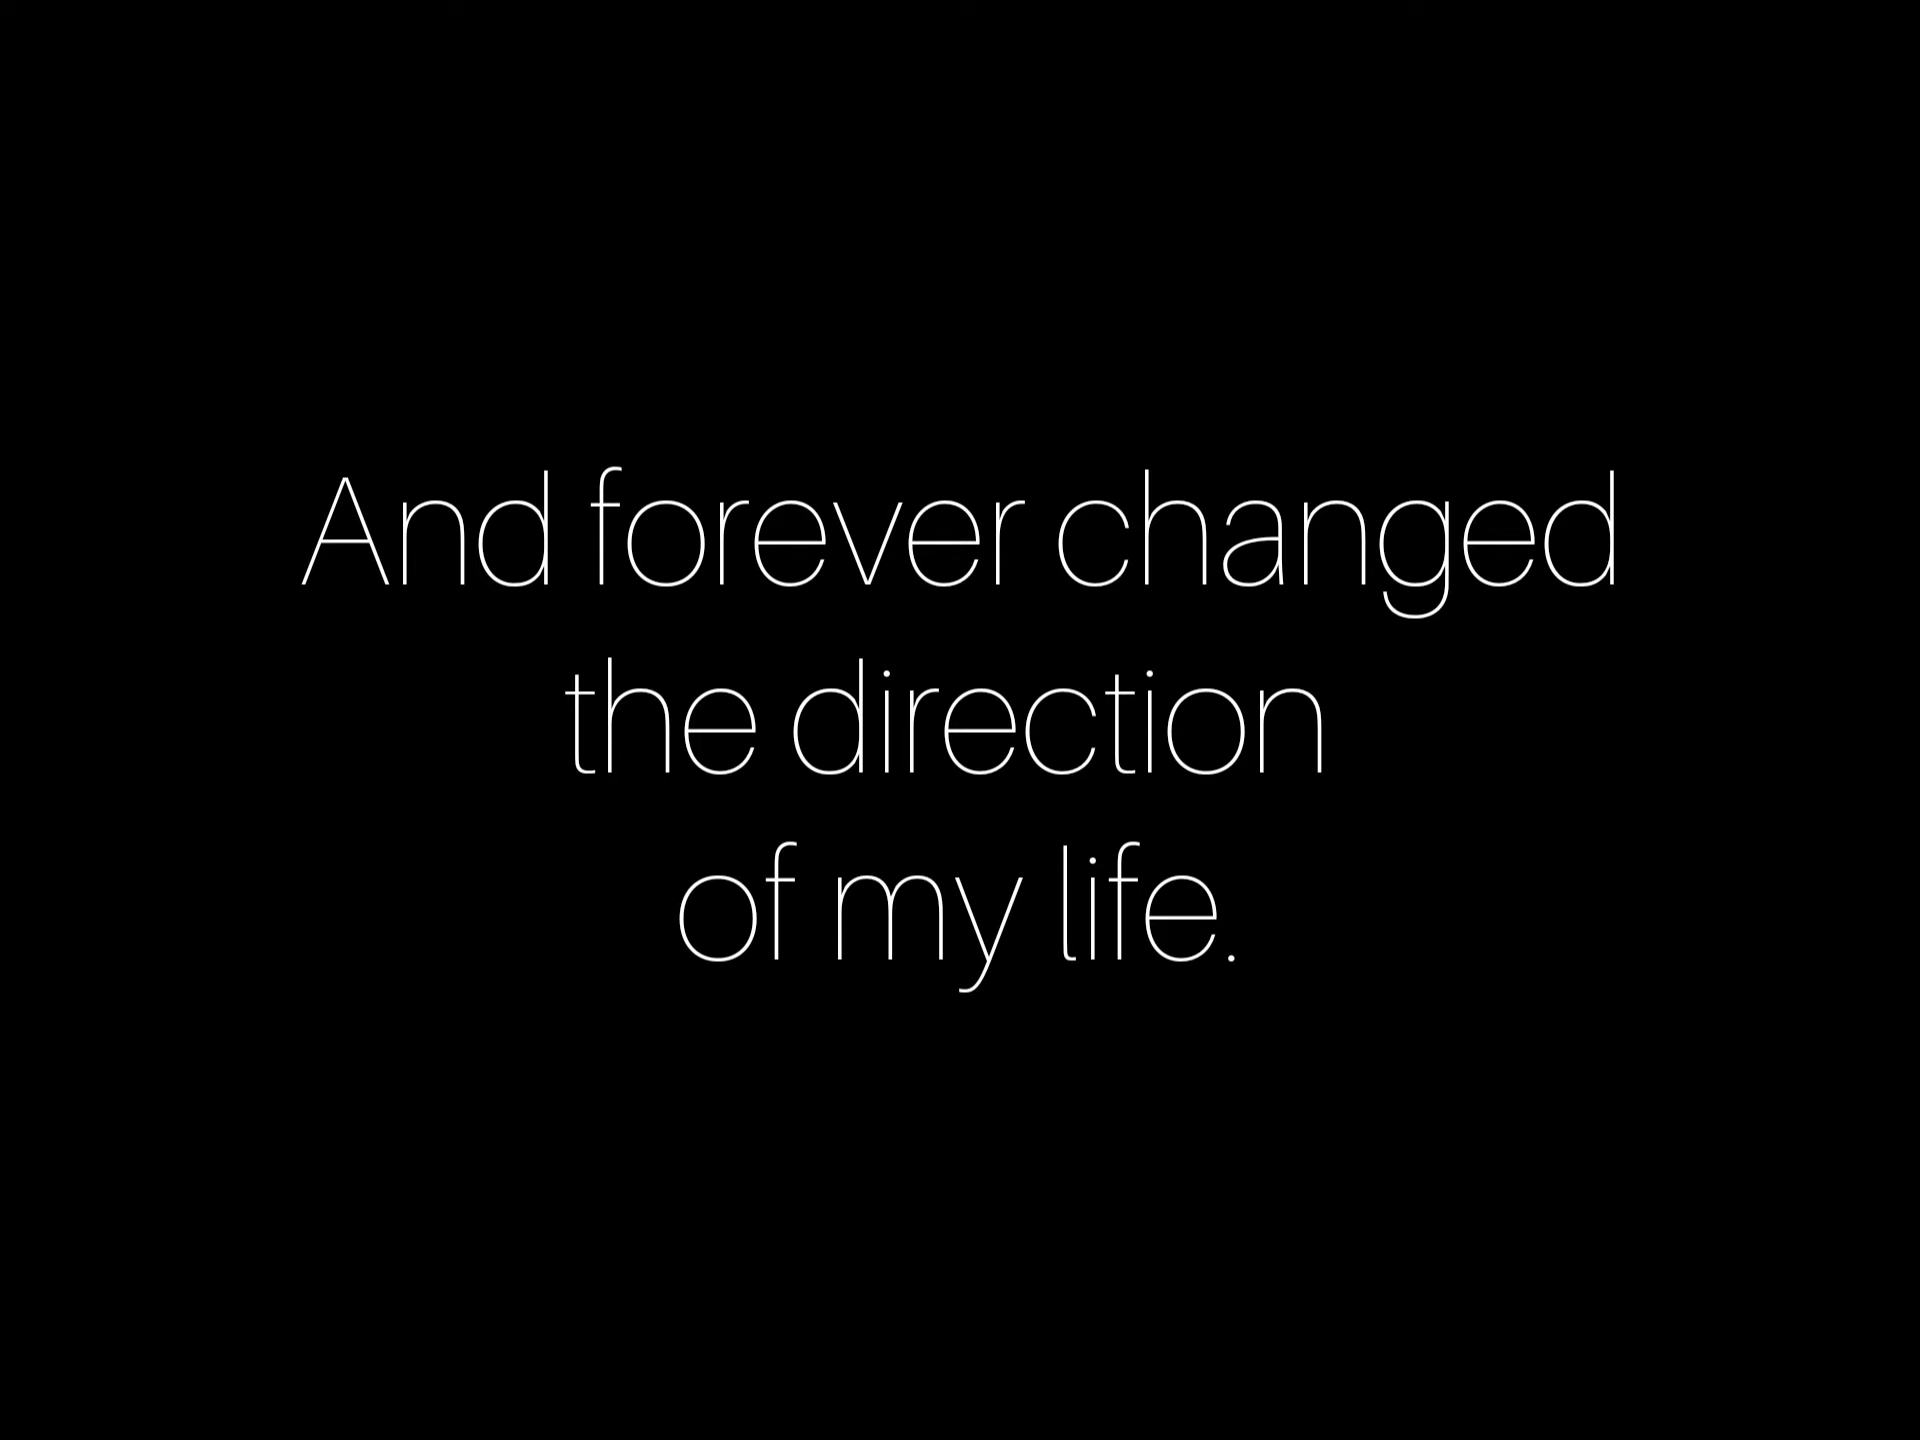 And forever changed
the direction
of my life.